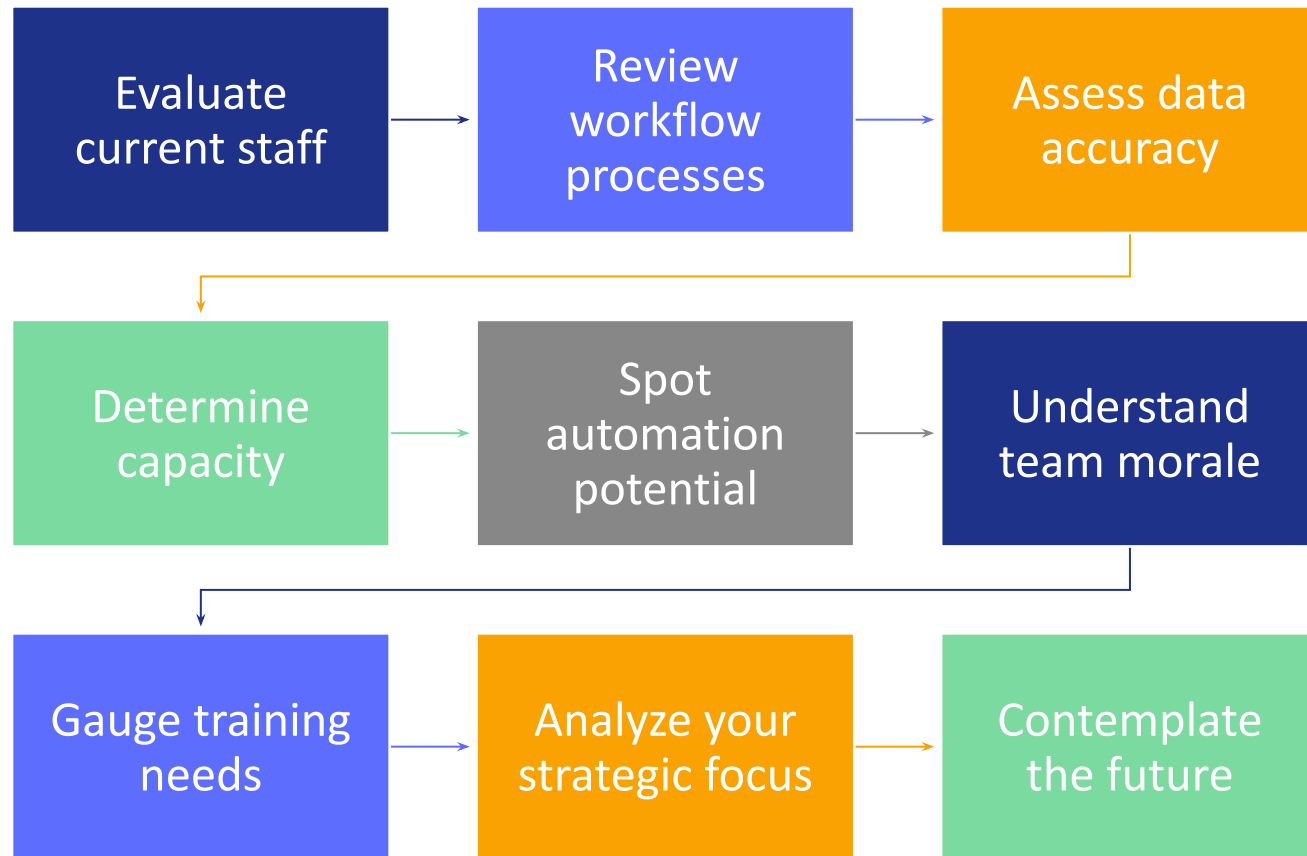 Evaluate
current staff
Review
workflow
processes
Assess data
accuracy
Determine
capacity
Spot
automation
potential
Understand
team morale
Gauge training
needs
Analyze your
strategic focus
Contemplate
the future